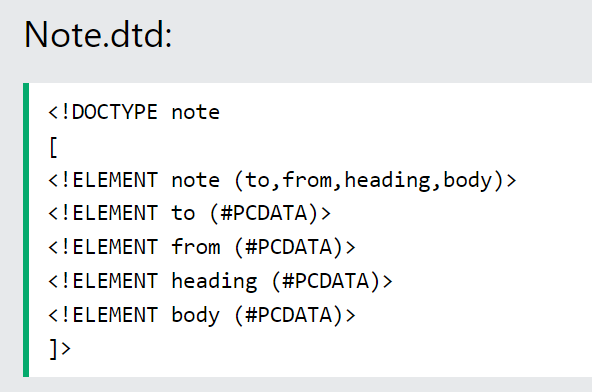 Note.dtd:
<!DOCTYPE note
[
<!ELEMENT note (to,from,heading,body)>
<!ELEMENT to (#PCDATA)>
<!ELEMENT from (#PCDATA)>
<!ELEMENT heading (#PCDATA)>
<!ELEMENT body (#PCDATA)>
]>